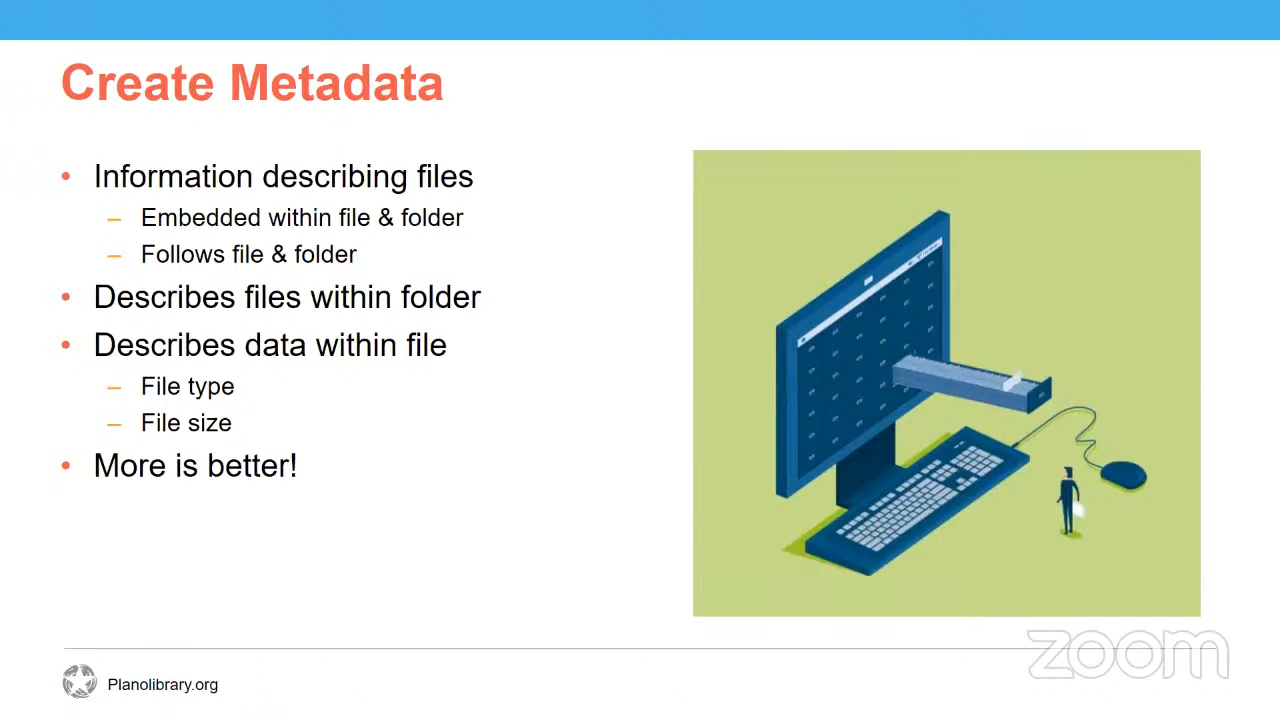 Create Metadata
• Information describing files
– Embedded within file & folder
– Follows file & folder
• Describes files within folder
• Describes data within file
– File type
– File size
• More is better!
zoom
Planolibrary.org